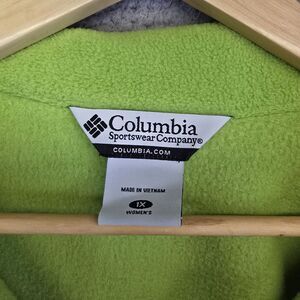 Columbia
Sportswear Company®
COLUMBIA.COM
MADE IN VIETNAM
1X
WOMEN'S